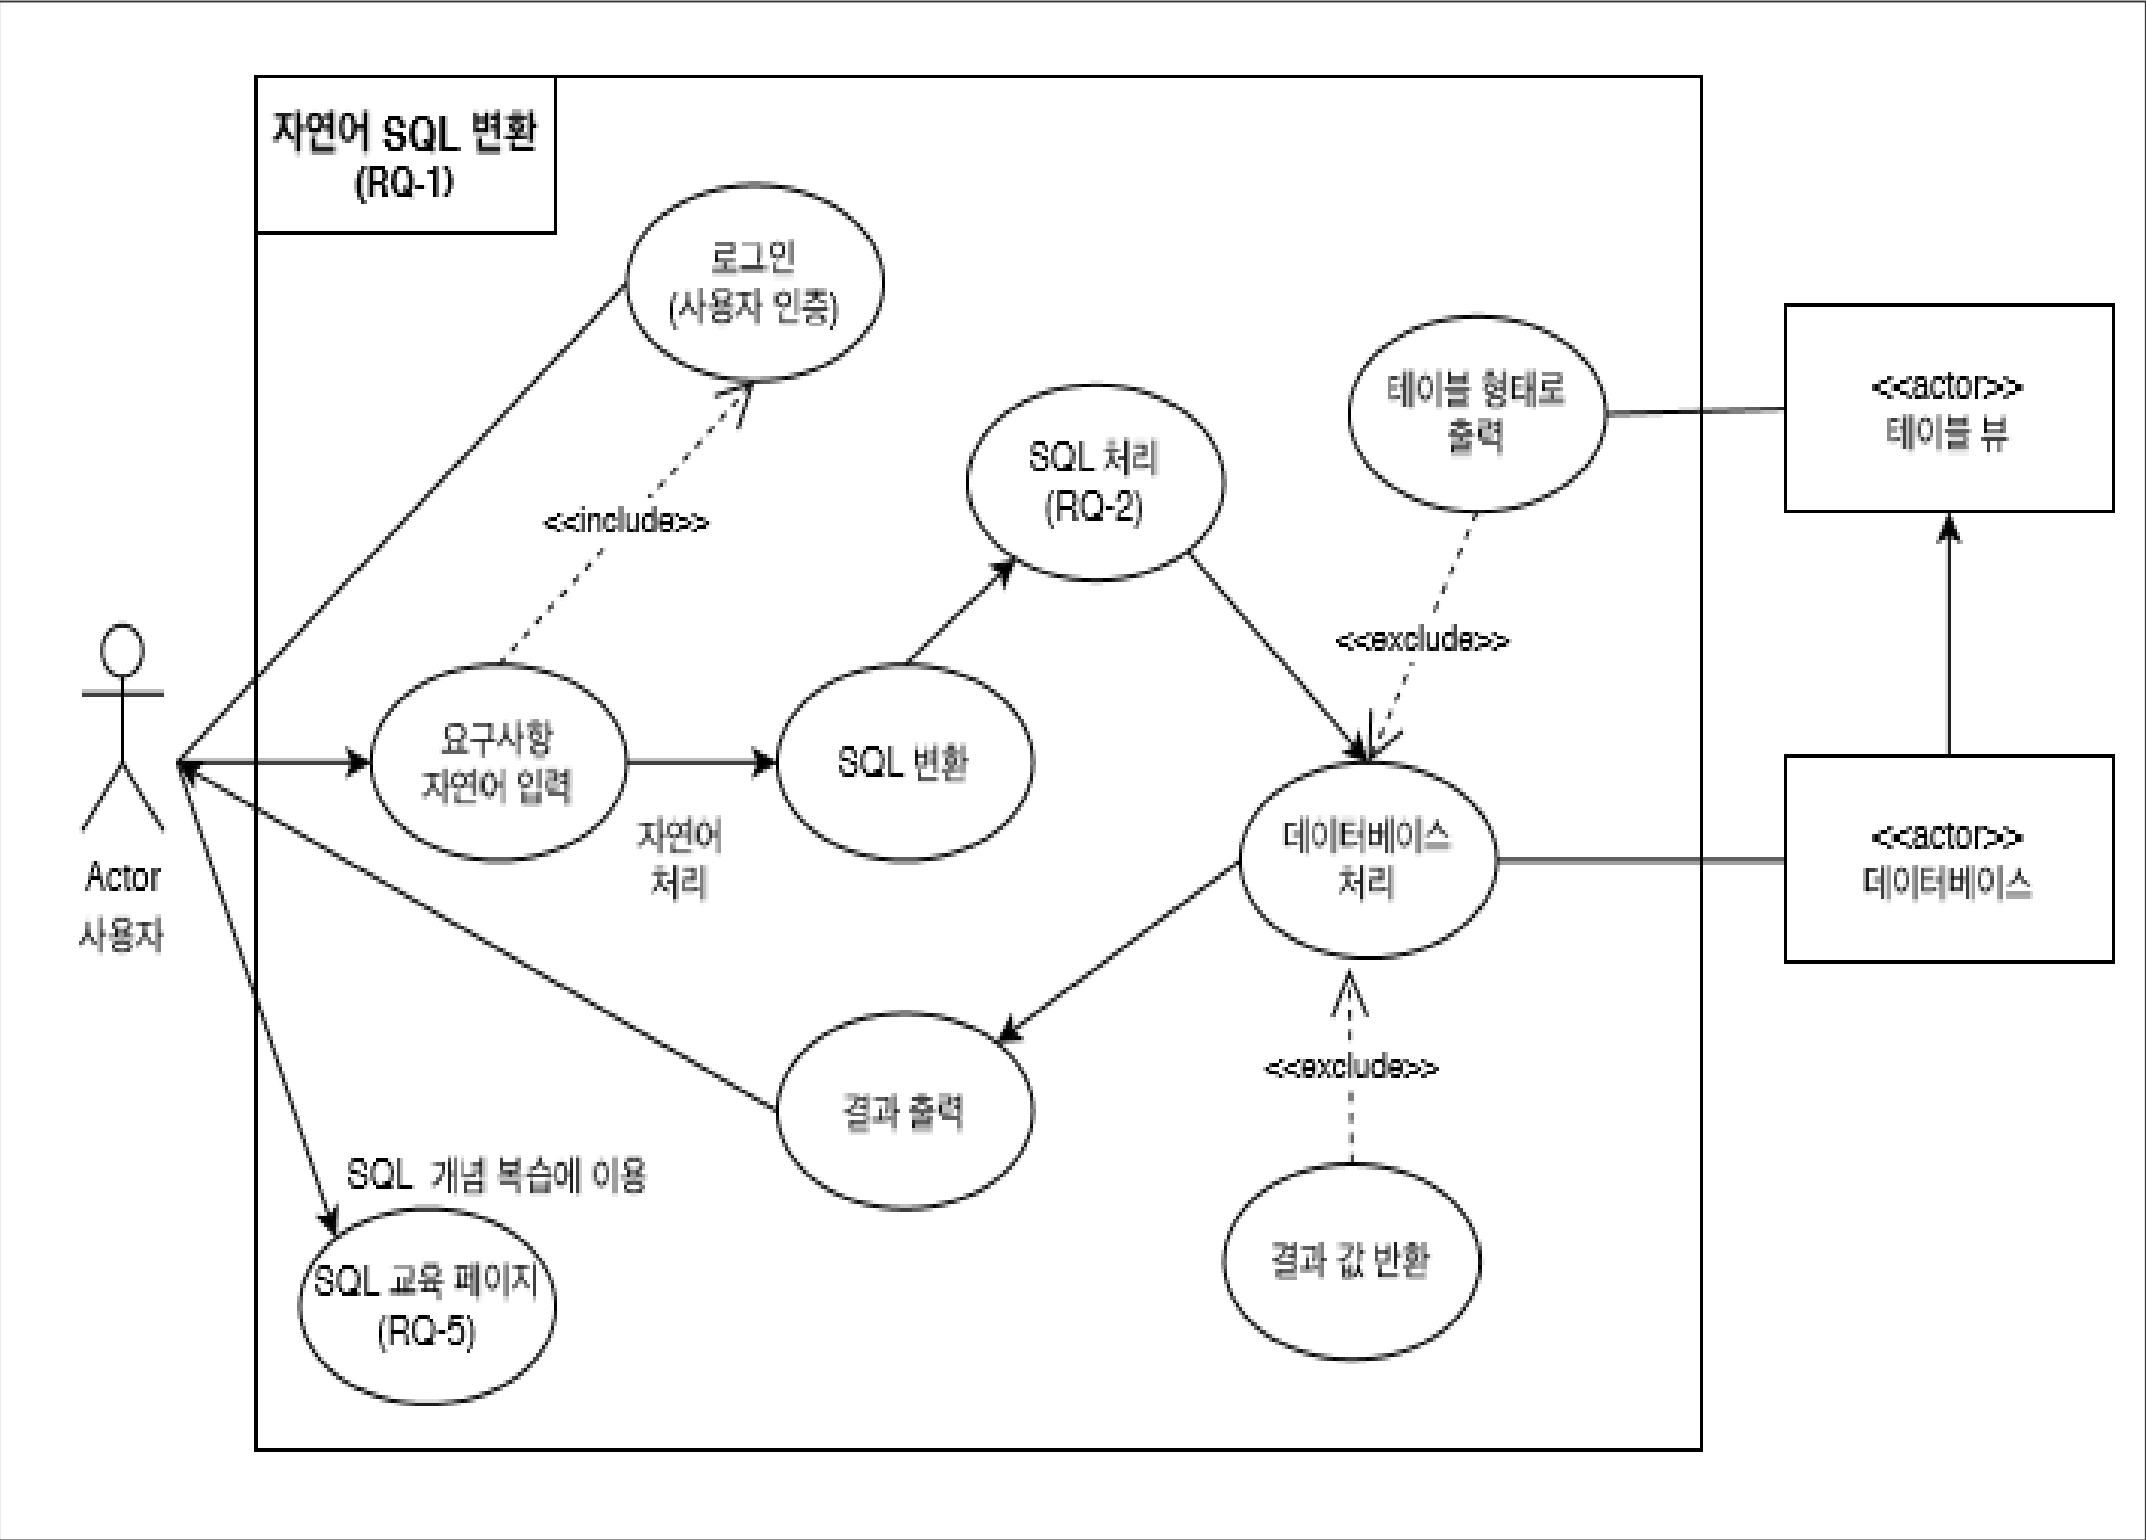 자연어 SQL 변환
(RQ-1)
로그인
(사용자 인증)
<<include>>
SQL 처리
(RQ-2)
테이블 형태로
출력
<<actor>>
테이블 뷰
<<exclude>>
Actor
사용자
요구사항
자연어 입력
자연어
처리
SQL 변환
데이터베이스
처리
<<actor>>
데이터베이스
<<exclude>>
결과 출력
결과 값 반환
SQL 개념 복습에 이용
SQL 교육 페이지
(RQ-5)